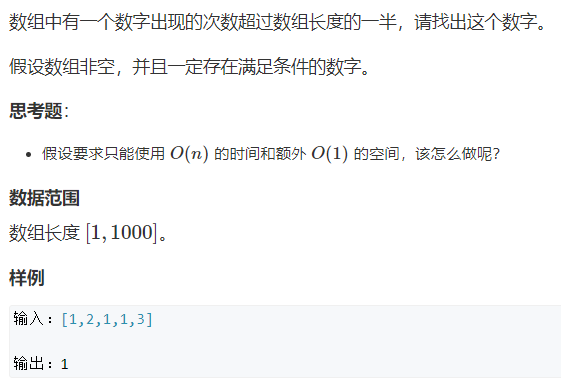 数组中有一个数字出现的次数超过数组长度的一半，请找出这个数字。
假设数组非空，并且一定存在满足条件的数字。
思考题：
• 假设要求只能使用 O(n) 的时间和额外 O(1) 的空间，该怎么做呢？
数据范围
数组长度 [1,1000]。
样例
输入：[1,2,1,1,3]
输出：1